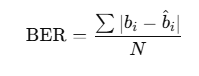 BER = \frac{\sum |b_i - \hat{b}_i|}{N}